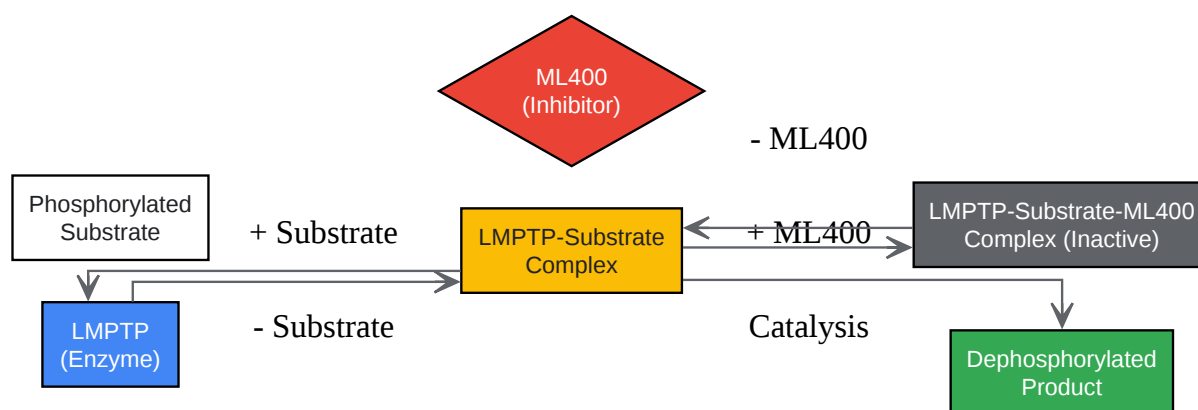 ML400
(Inhibitor)
- ML400
Phosphorylated
Substrate
+ Substrate
LMPTP-Substrate
Complex
+ ML400
LMPTP-Substrate-ML400
Complex (Inactive)
LMPTP
(Enzyme)
- Substrate
Catalysis
Dephosphorylated
Product